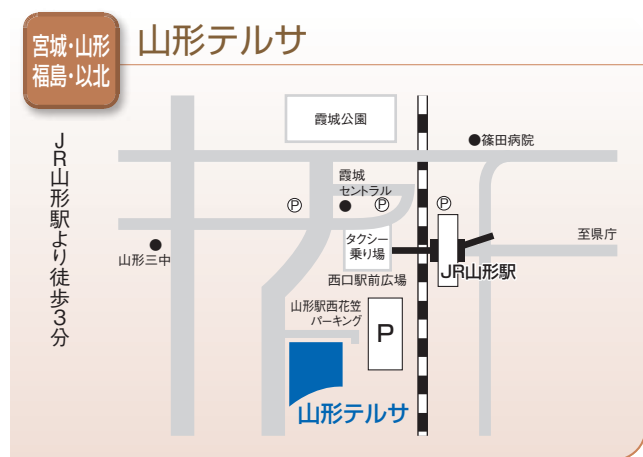 宮城・山形
福島・以北
山形テルサ
JR山形駅より徒歩3分
霞城公園
●篠田病院
霞城
セントラル
Ⓟ
Ⓟ
Ⓟ
山形三中
タクシー
乗り場
至県庁
JR山形駅
西口駅前広場
山形駅西花笠
パーキング
P
山形テルサ